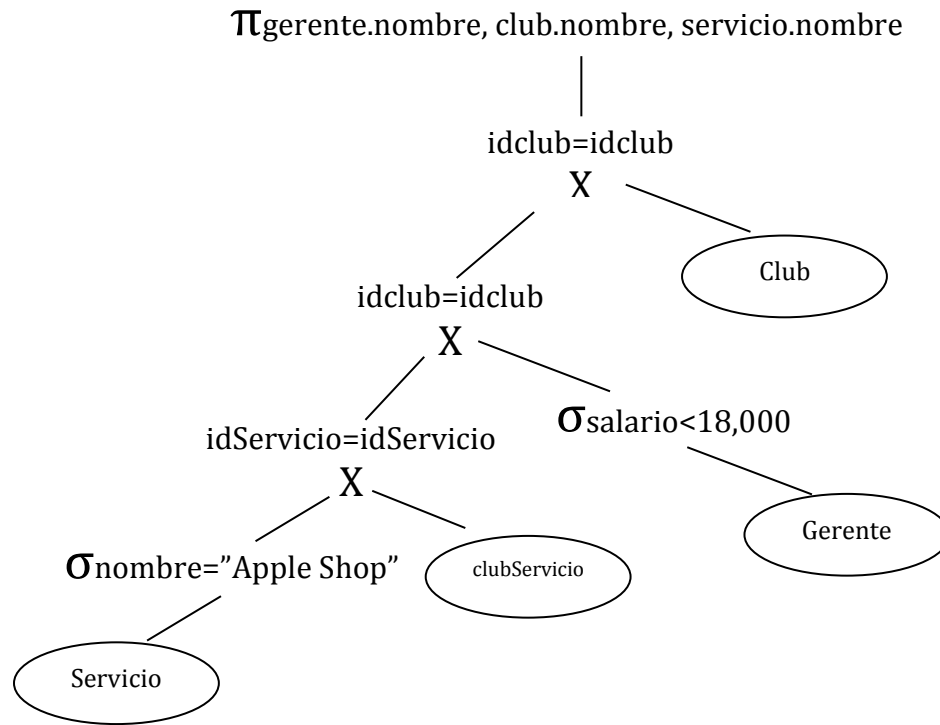 πgerente.nombre, club.nombre, servicio.nombre
idclub=idclub
X
Club
idclub=idclub
X
σsalario<18,000
idServicio=idServicio
X
Gerente
σnombre=”Apple Shop”
clubServicio
Servicio